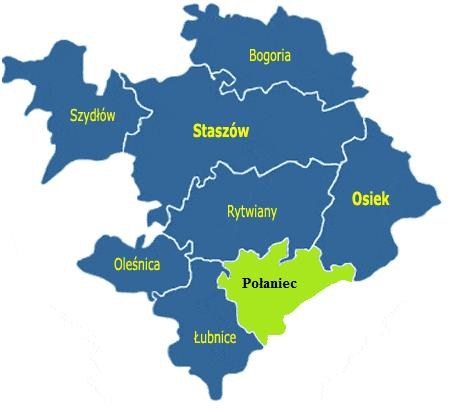 Bogoria
Szydłów
Staszów
Osiek
Rytwiany
Oleśnica
Połaniec
Łubnice